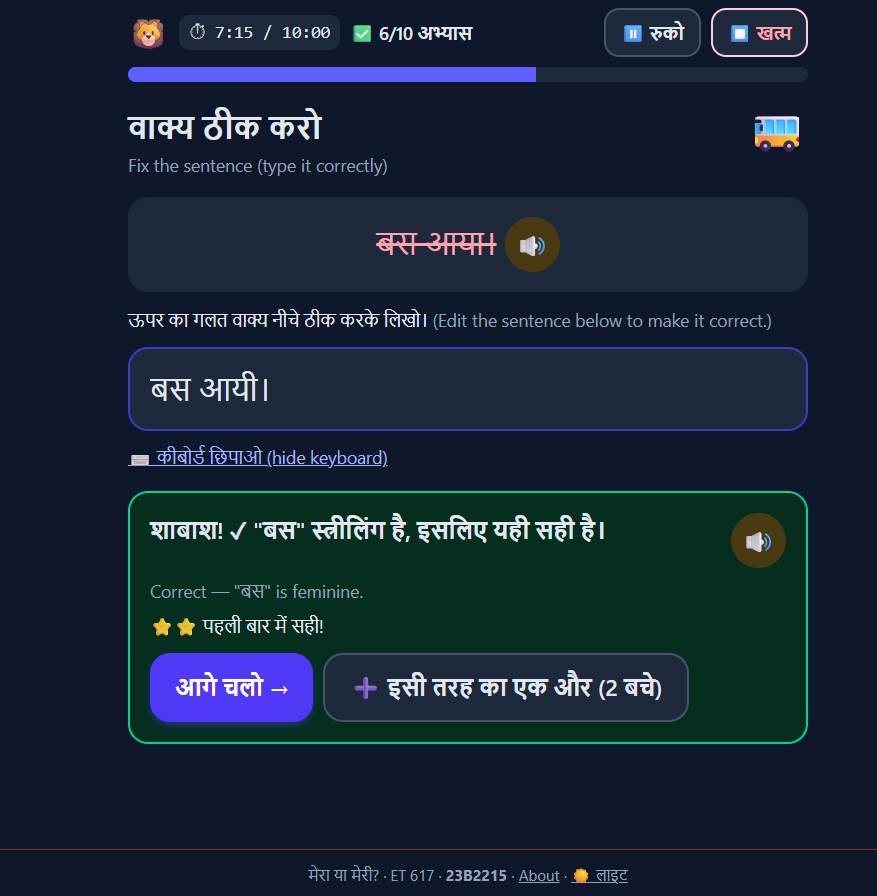 7:15 / 10:00 6/10 अभ्यास रुको खत्म
वाक्य ठीक करो
Fix the sentence (type it correctly)
बस आया।
ऊपर का गलत वाक्य नीचे ठीक करके लिखो। (Edit the sentence below to make it correct.)
बस आयी।
कीबोर्ड छिपाओ (hide keyboard)
शाबाश! ✓ "बस" स्त्रीलिंग है, इसलिए यही सही है।
Correct — "बस" is feminine.
⭐⭐ पहली बार में सही!
आगे चलो → ➕ इसी तरह का एक और (2 बचे)
मेरा या मेरी? · ET 617 · 23B2215 · About · लाइट